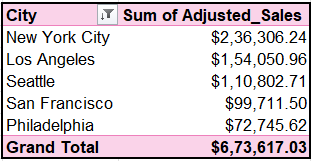 City Sum of Adjusted_Sales
New York City $2,36,306.24
Los Angeles $1,54,050.96
Seattle $1,10,802.71
San Francisco $99,711.50
Philadelphia $72,745.62
Grand Total $6,73,617.03